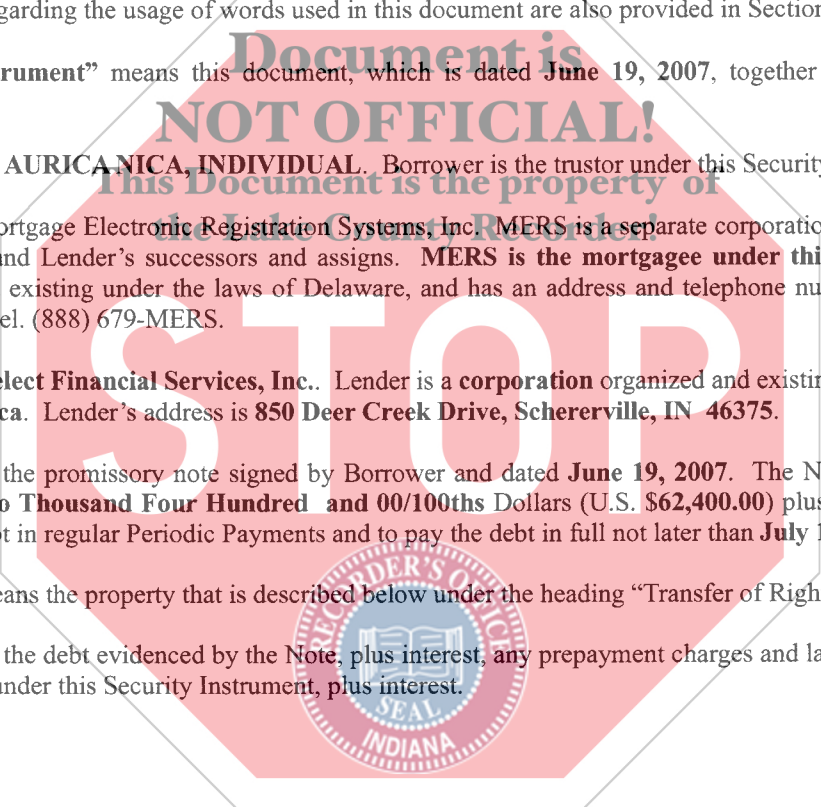 garding the usage of words used in this document are also provided in Section
Document is
rument” means this document, which is dated June 19, 2007, together
NOT OFFICIAL!
AURICA NICA, INDIVIDUAL. Borrower is the trustor under this Security
This Document is the property of
the Lake County Recorder!
ortgage Electronic Registration Systems, Inc. MERS is a separate corporatio
nd Lender’s successors and assigns. MERS is the mortgagee under thi
existing under the laws of Delaware, and has an address and telephone nu
el. (888) 679-MERS.
STOP
elect Financial Services, Inc.. Lender is a corporation organized and existin
ca. Lender’s address is 850 Deer Creek Drive, Schererville, IN 46375.
the promissory note signed by Borrower and dated June 19, 2007. The N
o Thousand Four Hundred and 00/100ths Dollars (U.S. $62,400.00) plus
t in regular Periodic Payments and to pay the debt in full not later than July 1
eans the property that is described below under the heading “Transfer of Righ
the debt evidenced by the Note, plus interest, any prepayment charges and la
under this Security Instrument, plus interest.
RECORDER'S OFFICE
SEAL
INDIANA